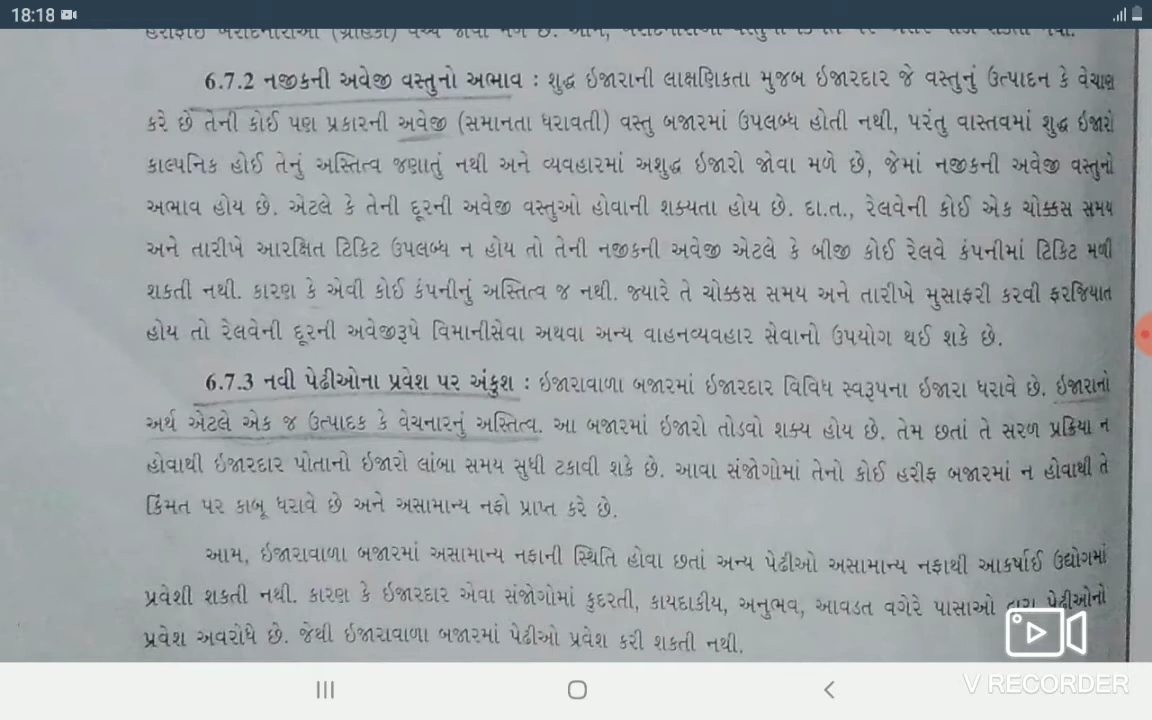 18:18
6.7.2 નજીકની અવેજી વસ્તુનો અભાવ : શુદ્ધ ઇજારાની લાક્ષણિકતા મુજબ ઇજારદાર જે વસ્તુનું ઉત્પાદન કે વેચાણ
કરે છે તેની કોઈ પણ પ્રકારની અવેજી (સમાનતા ધરાવતી) વસ્તુ બજારમાં ઉપલબ્ધ હોતી નથી, પરંતુ વાસ્તવમાં શુદ્ધ ઇજારો
કાલ્પનિક હોઈ તેનું અસ્તિત્વ જણાતું નથી અને વ્યવહારમાં અશુદ્ધ ઇજારો જોવા મળે છે, જેમાં નજીકની અવેજી વસ્તુનો
અભાવ હોય છે. એટલે કે તેની દૂરની અવેજી વસ્તુઓ હોવાની શક્યતા હોય છે. દા.ત., રેલવેની કોઈ એક ચોક્કસ સમય
અને તારીખે આરક્ષિત ટિકિટ ઉપલબ્ધ ન હોય તો તેની નજીકની અવેજી એટલે કે બીજી કોઈ રેલવે કંપનીમાં ટિકિટ મળી
શકતી નથી. કારણ કે એવી કોઈ કંપનીનું અસ્તિત્વ જ નથી. જ્યારે તે ચોક્કસ સમય અને તારીખે મુસાફરી કરવી ફરજિયાત
હોય તો રેલવેની દૂરની અવેજીરૂપે વિમાનીસેવા અથવા અન્ય વાહનવ્યવહાર સેવાનો ઉપયોગ થઈ શકે છે.
6.7.3 નવી પેઢીઓના પ્રવેશ પર અંકુશ : ઇજારાવાળા બજારમાં ઇજારદાર વિવિધ સ્વરૂપના ઇજારા ધરાવે છે. ઇજારાનો
અર્થ એટલે એક જ ઉત્પાદક કે વેચનારનું અસ્તિત્વ. આ બજારમાં ઇજારો તોડવો શક્ય હોય છે. તેમ છતાં તે સરળ પ્રક્રિયા ન
હોવાથી ઇજારદાર પોતાનો ઇજારો લાંબા સમય સુધી ટકાવી શકે છે. આવા સંજોગોમાં તેનો કોઈ હરીફ બજારમાં ન હોવાથી તે
કિંમત પર કાબૂ ધરાવે છે અને અસામાન્ય નફો પ્રાપ્ત કરે છે.
આમ, ઇજારાવાળા બજારમાં અસામાન્ય નફાની સ્થિતિ હોવા છતાં અન્ય પેઢીઓ અસામાન્ય નફાથી આકર્ષાઈ ઉદ્યોગમાં
પ્રવેશી શકતી નથી. કારણ કે ઇજારદાર એવા સંજોગોમાં કુદરતી, કાયદાકીય, અનુભવ, આવડત વગેરે પાસાઓ પેઢીઓનો
પ્રવેશ અવરોધે છે. જેથી ઇજારાવાળા બજારમાં પેઢીઓ પ્રવેશ કરી શકતી નથી.
V RECORDER